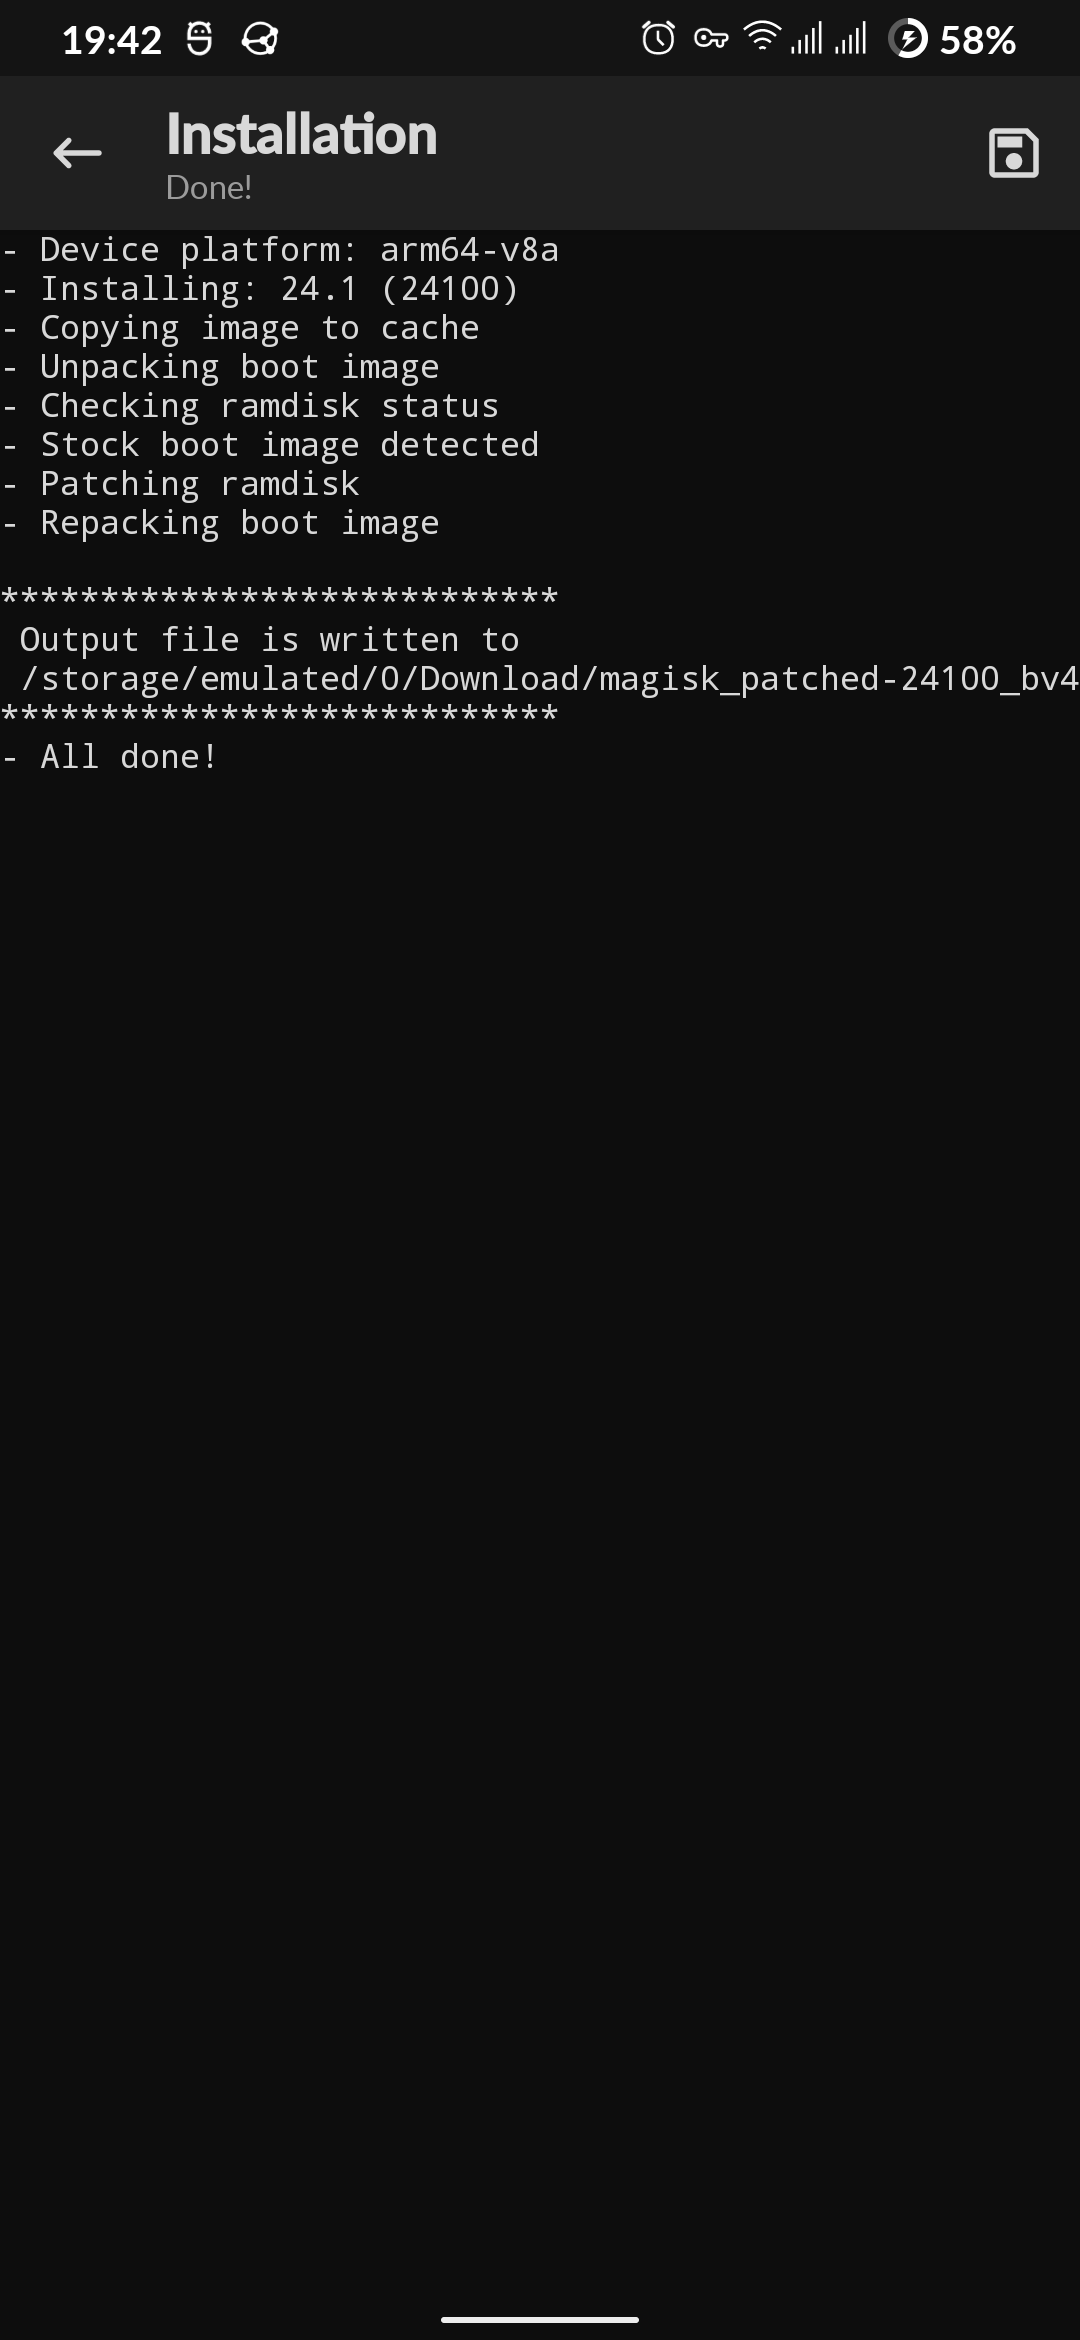 19:42
58%
Installation
Done!
- Device platform: arm64-v8a
- Installing: 24.1 (24100)
- Copying image to cache
- Unpacking boot image
- Checking ramdisk status
- Stock boot image detected
- Patching ramdisk
- Repacking boot image
****************************
Output file is written to
/storage/emulated/0/Download/magisk_patched-24100_bv4
****************************
- All done!